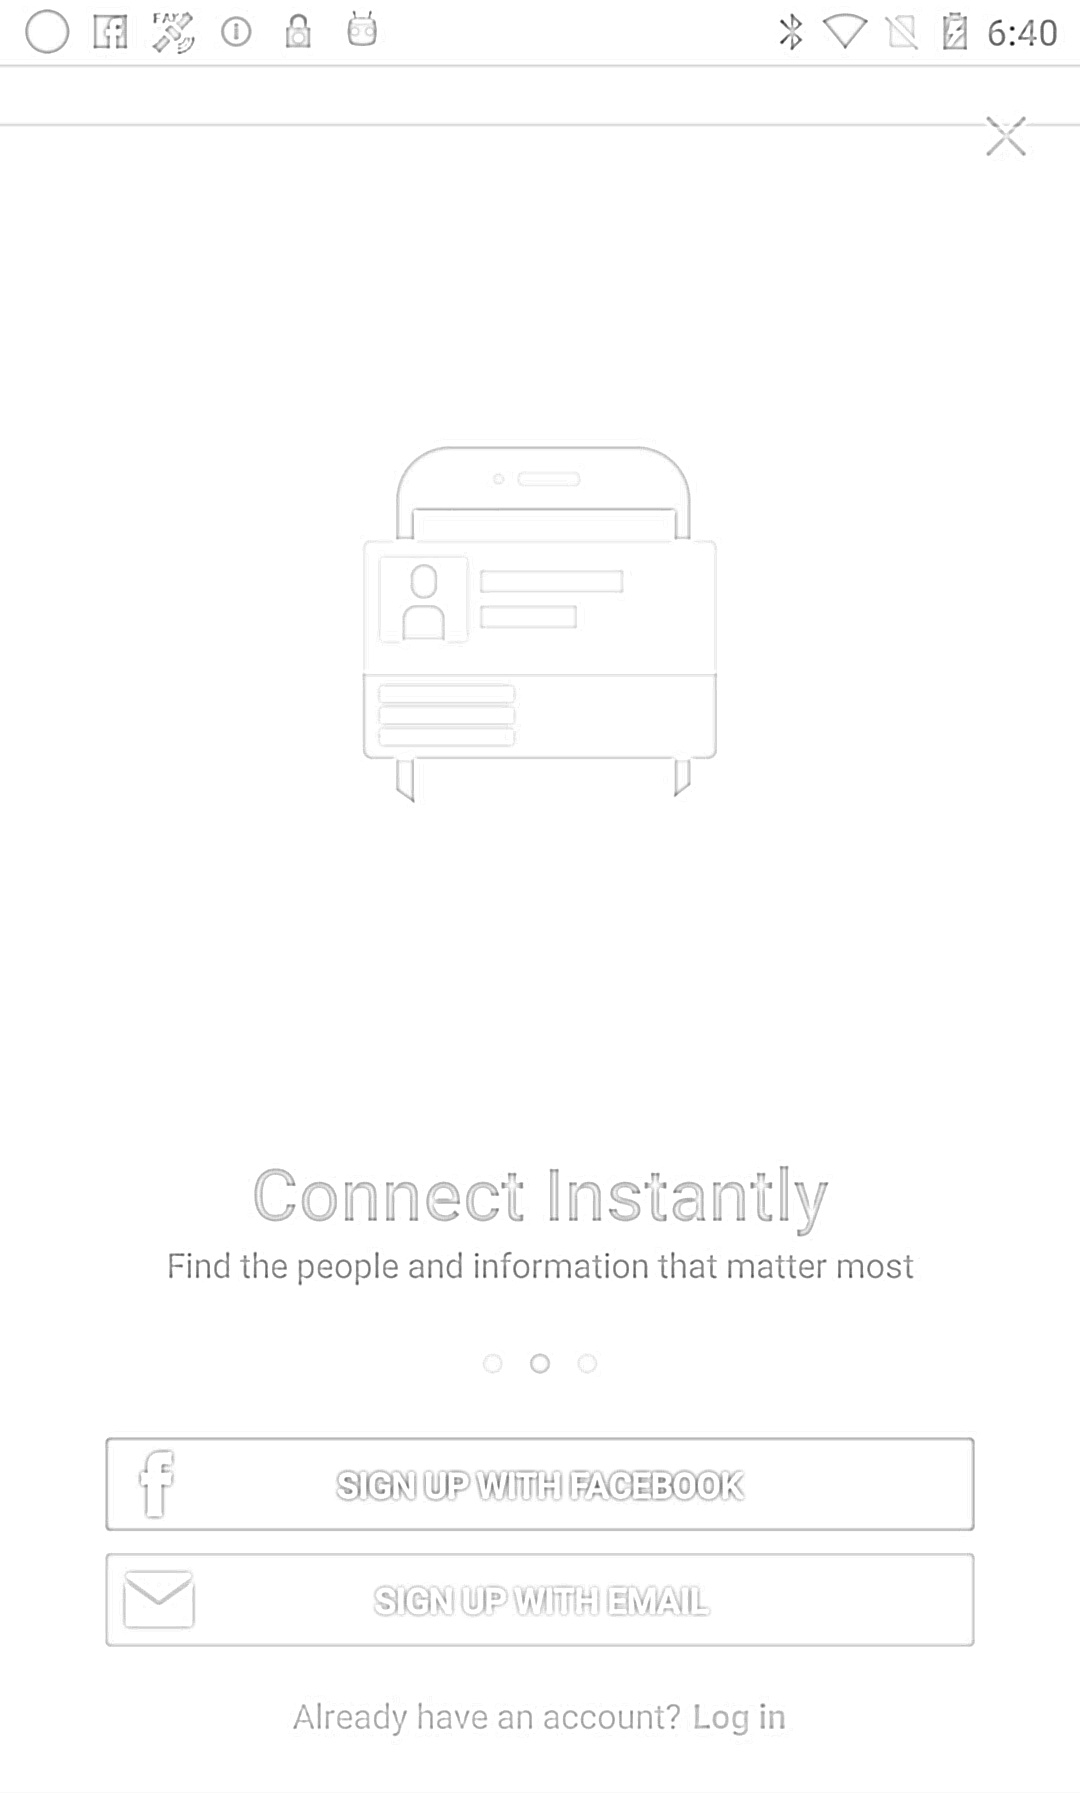 FAKE
6:40
Connect Instantly
Find the people and information that matter most
SIGN UP WITH FACEBOOK
SIGN UP WITH EMAIL
Already have an account? Log in